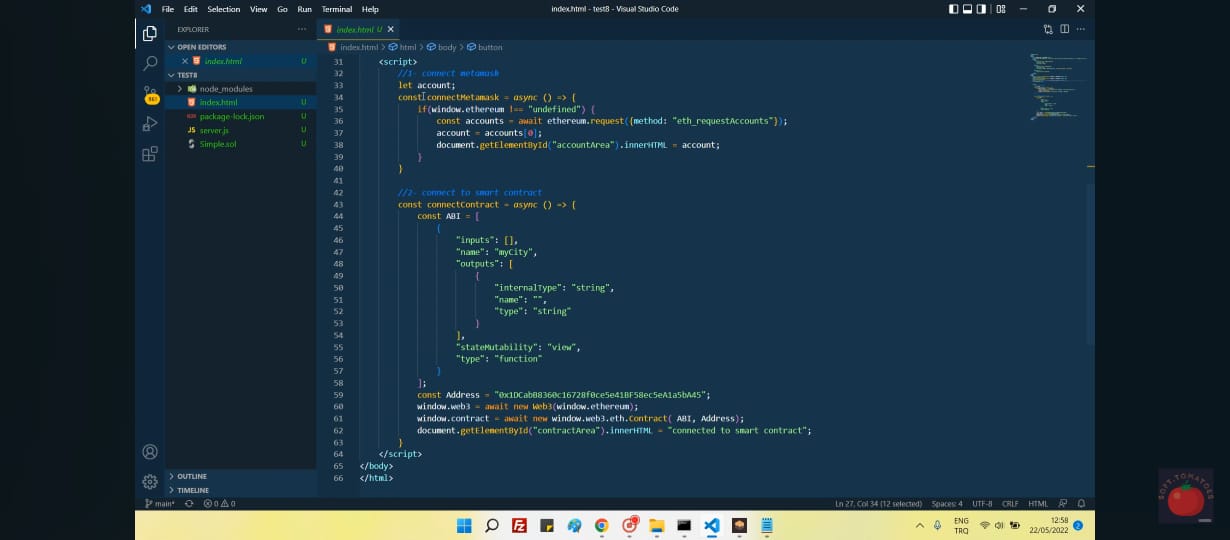 File Edit Selection View Go Run Terminal Help
index.html - test8 - Visual Studio Code
EXPLORER
index.html U
OPEN EDITORS
index.html > html > body > button
index.html U
TEST8
node_modules
index.html U
package-lock.json U
JS server.js U
Simple.sol U
31 <script>
32 //1- connect metamask
33 let account;
34 const connectMetamask = async () => {
35 if(window.ethereum !== "undefined") {
36 const accounts = await ethereum.request({method: "eth_requestAccounts"});
37 account = accounts[0];
38 document.getElementById("accountArea").innerHTML = account;
39 }
40 }
41
42 //2- connect to smart contract
43 const connectContract = async () => {
44 const ABI = [
45 {
46 "inputs": [],
47 "name": "myCity",
48 "outputs": [
49 {
50 "internalType": "string",
51 "name": "",
52 "type": "string"
53 }
54 ],
55 "stateMutability": "view",
56 "type": "function"
57 }
58 ];
59 const Address = "0x1DCabB8360c16728f0ce5e41BF58ec5eA1a5bA45";
60 window.web3 = await new Web3(window.ethereum);
61 window.contract = await new window.web3.eth.Contract( ABI, Address);
62 document.getElementById("contractArea").innerHTML = "connected to smart contract";
63 }
64 </script>
65 </body>
66 </html>
OUTLINE
TIMELINE
main* 0 0 Ln 27, Col 34 (12 selected) Spaces: 4 UTF-8 CRLF HTML
SOFT.TOMATOES
ENG
TRQ
12:58
22/05/2022
2